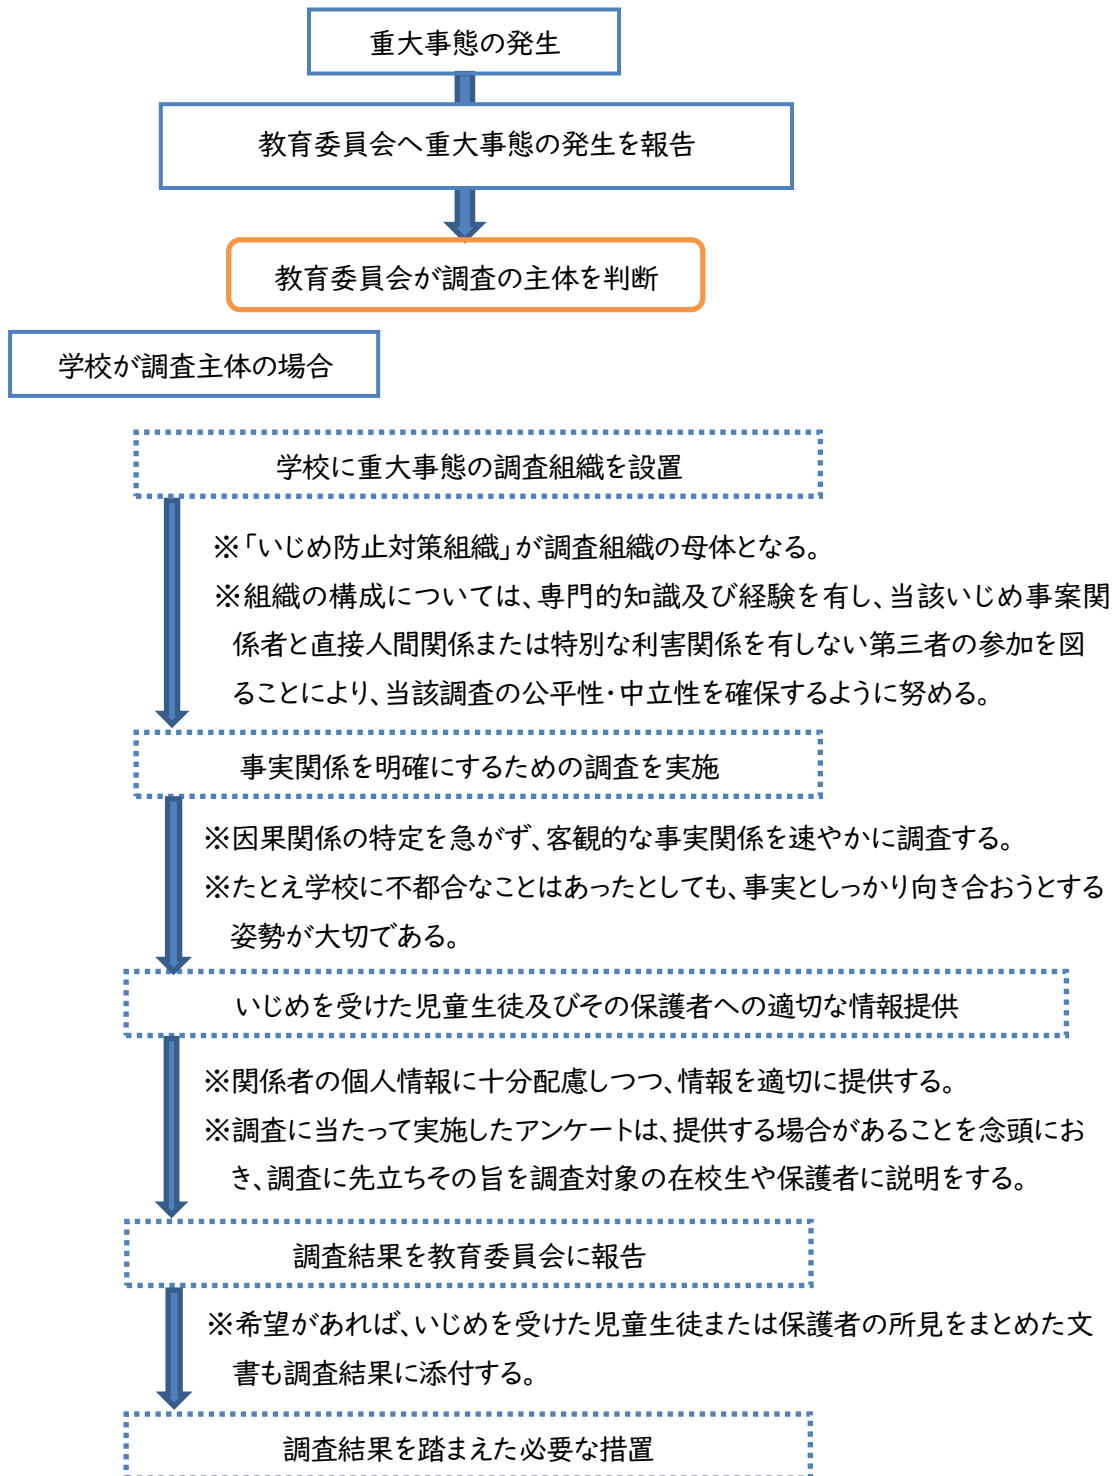 重大事態の発生
教育委員会へ重大事態の発生を報告
教育委員会が調査の主体を判断
学校が調査主体の場合
学校に重大事態の調査組織を設置
※「いじめ防止対策組織」が調査組織の母体となる。
※組織の構成については、専門的知識及び経験を有し、当該いじめ事案関
係者と直接人間関係または特別な利害関係を有しない第三者の参加を図
ることにより、当該調査の公平性・中立性を確保するように努める。
事実関係を明確にするための調査を実施
※因果関係の特定を急がず、客観的な事実関係を速やかに調査する。
※たとえ学校に不都合なことはあったとしても、事実としっかり向き合おうとする
姿勢が大切である。
いじめを受けた児童生徒及びその保護者への適切な情報提供
※関係者の個人情報に十分配慮しつつ、情報を適切に提供する。
※調査に当たって実施したアンケートは、提供する場合があることを念頭にお
き、調査に先立ちその旨を調査対象の在校生や保護者に説明をする。
調査結果を教育委員会に報告
※希望があれば、いじめを受けた児童生徒または保護者の所見をまとめた文
書も調査結果に添付する。
調査結果を踏まえた必要な措置